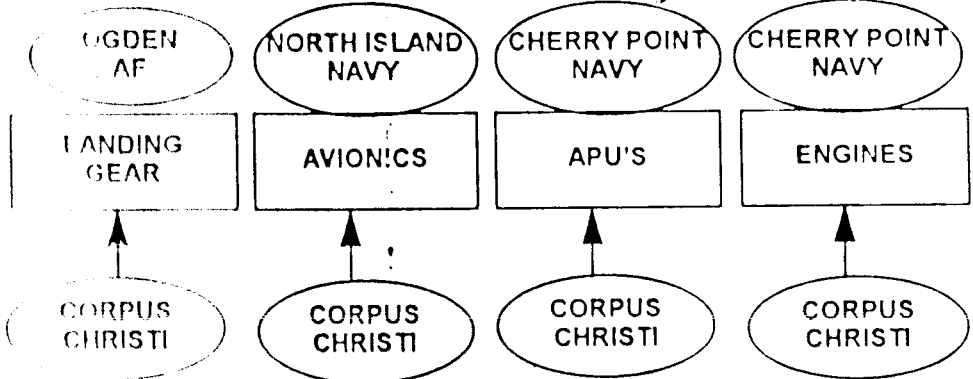 OGDEN
AF
NORTH ISLAND
NAVY
CHERRY POINT
NAVY
CHERRY POINT
NAVY
LANDING
GEAR
AVIONICS
APU'S
ENGINES
CORPUS
CHRISTI
CORPUS
CHRISTI
CORPUS
CHRISTI
CORPUS
CHRISTI